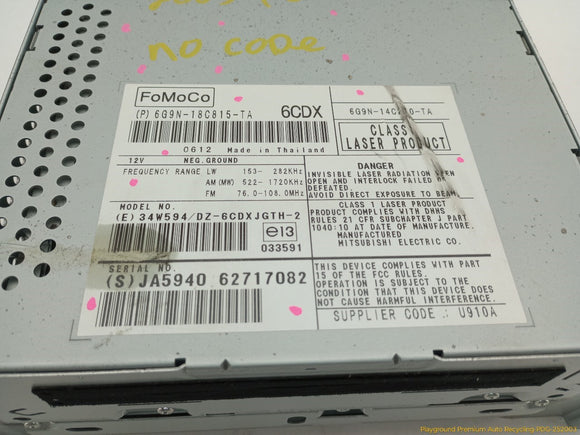 no code
FoMoCo
(P) 6G9N-18C815-TA
6CDX
0612 Made in Thailand
12V NEG.GROUND
FREQUENCY RANGE LW 153- 282KHz
AM(MW) 522- 1720KHz
FM 76.0-108.0MHz
MODEL NO.
(E) 34W594/DZ-6CDXJGTH-2
e13
033591
SERIAL NO.
(S) JA5940 62717082
6G9N-14C -TA
CLASS
LASER PRODUCT
DANGER
INVISIBLE LASER RADIATION WHEN
OPEN AND INTERLOCK FAILED OR
DEFEATED.
AVOID DIRECT EXPOSURE TO BEAM.
CLASS 1 LASER PRODUCT
PRODUCT COMPLIES WITH DHHS
RULES 21 CFR SUBCHAPTER J PART
1040:10 AT DATE OF MANUFACTURE.
MANUFACTURED
MITSUBISHI ELECTRIC CO.
THIS DEVICE COMPLIES WITH PART
15 OF THE FCC RULES.
OPERATION IS SUBJECT TO THE
CONDITION THAT THIS DEVICE DOES
NOT CAUSE HARMFUL INTERFERENCE.
SUPPLIER CODE : U910A
Playground Premium Auto Recycling PDG-252003